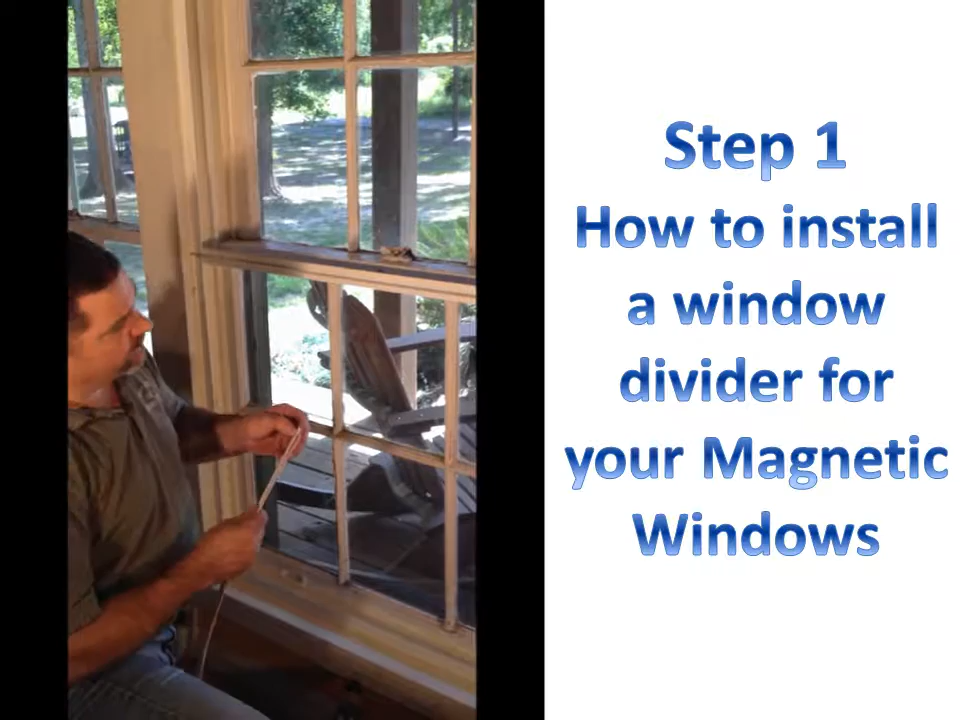 Step 1
How to install
a window
divider for
your Magnetic
Windows